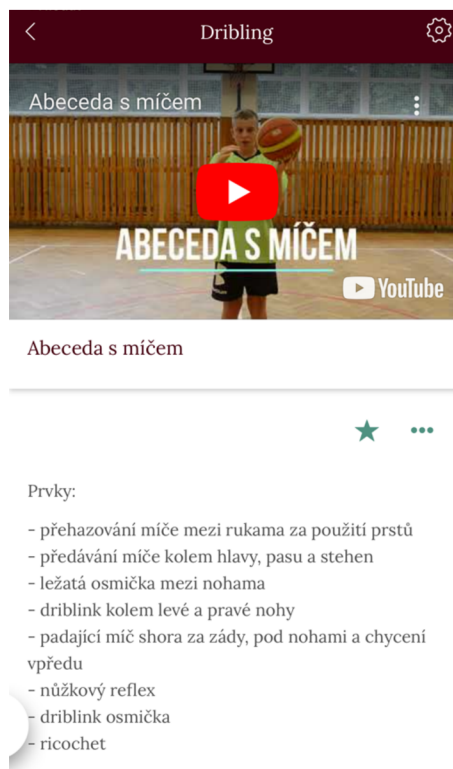 Dribling
Abeceda s míčem
ABECEDA S MÍČEM
YouTube
Abeceda s míčem
Prvky:
- přehazování míče mezi rukama za použití prstů
- předávání míče kolem hlavy, pasu a stehen
- ležatá osmička mezi nohama
- driblink kolem levé a pravé nohy
- padající míč shora za zády, pod nohami a chycení
vpředu
- nůžkový reflex
- driblink osmička
- ricochet